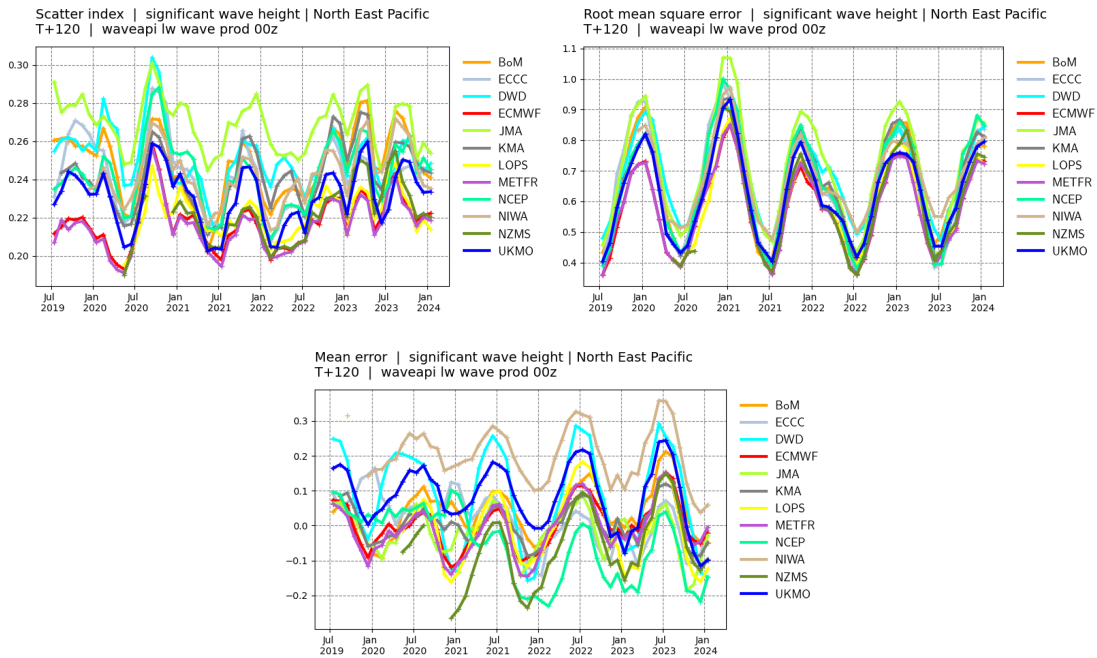 Scatter index | significant wave height | North East Pacific
T+120 | waveapi lw wave prod 00z
0.30
0.28
0.26
0.24
0.22
0.20
Jul 2019
Jan 2020
Jul 2020
Jan 2021
Jul 2021
Jan 2022
Jul 2022
Jan 2023
Jul 2023
Jan 2024
BoM
ECCC
DWD
ECMWF
JMA
KMA
LOPS
METFR
NCEP
NIWA
NZMS
UKMO
Root mean square error | significant wave height | North East Pacific
T+120 | waveapi lw wave prod 00z
1.1
1.0
0.9
0.8
0.7
0.6
0.5
0.4
Jul 2019
Jan 2020
Jul 2020
Jan 2021
Jul 2021
Jan 2022
Jul 2022
Jan 2023
Jul 2023
Jan 2024
BoM
ECCC
DWD
ECMWF
JMA
KMA
LOPS
METFR
NCEP
NIWA
NZMS
UKMO
Mean error | significant wave height | North East Pacific
T+120 | waveapi lw wave prod 00z
0.3
0.2
0.1
0.0
−0.1
−0.2
Jul 2019
Jan 2020
Jul 2020
Jan 2021
Jul 2021
Jan 2022
Jul 2022
Jan 2023
Jul 2023
Jan 2024
BoM
ECCC
DWD
ECMWF
JMA
KMA
LOPS
METFR
NCEP
NIWA
NZMS
UKMO